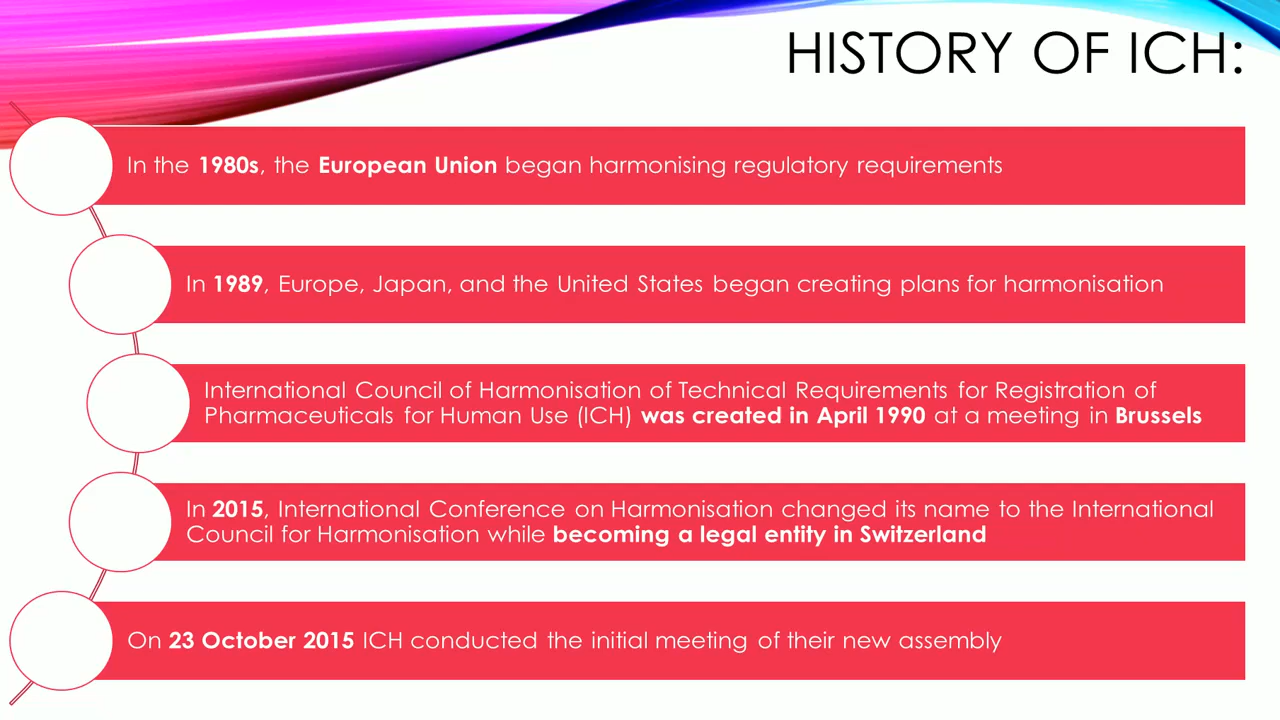 HISTORY OF ICH:
In the 1980s, the European Union began harmonising regulatory requirements
In 1989, Europe, Japan, and the United States began creating plans for harmonisation
International Council of Harmonisation of Technical Requirements for Registration of
Pharmaceuticals for Human Use (ICH) was created in April 1990 at a meeting in Brussels
In 2015, International Conference on Harmonisation changed its name to the International
Council for Harmonisation while becoming a legal entity in Switzerland
On 23 October 2015 ICH conducted the initial meeting of their new assembly